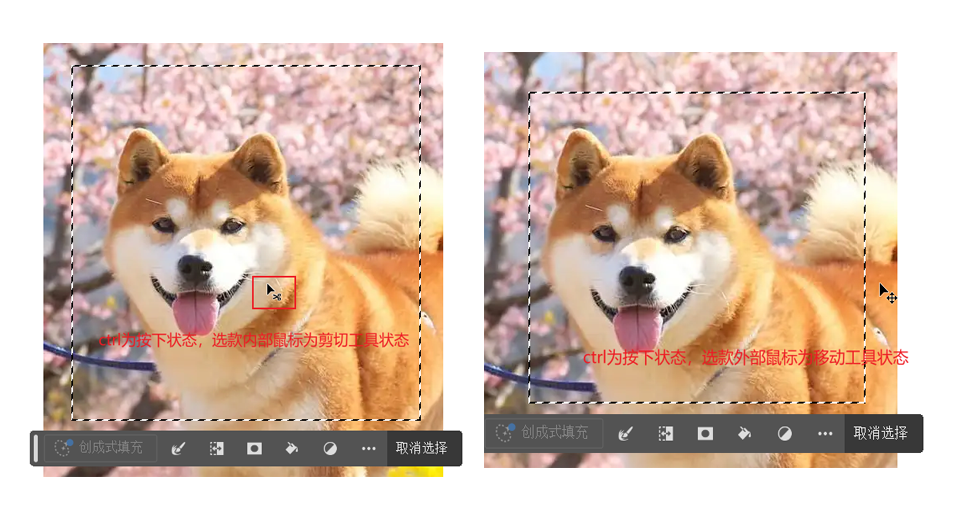 ctrl为按下状态，选款内部鼠标为剪切工具状态
创成式填充
取消选择
ctrl为按下状态，选款外部鼠标为移动工具状态
创成式填充
取消选择